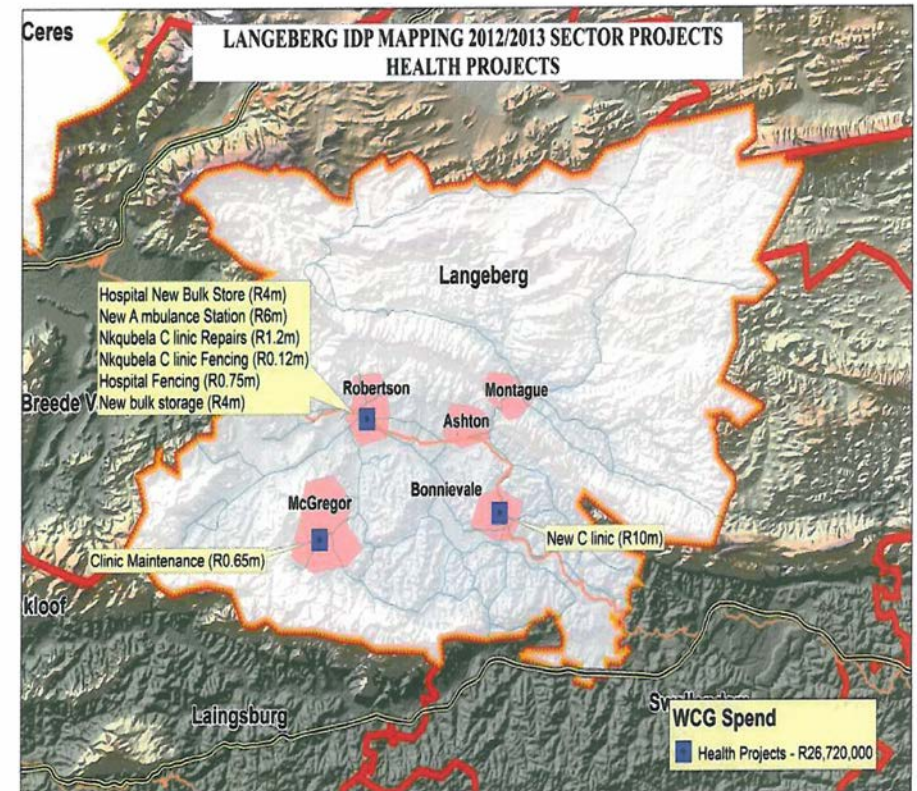 Ceres
LANGEBERG IDP MAPPING 2012/2013 SECTOR PROJECTS
HEALTH PROJECTS
Langeberg
Hospital New Bulk Store (R4m)
New A mbulance Station (R6m)
Nkqubela C linic Repairs (R1.2m)
Nkqubela C linic Fencing (R0.12m)
Hospital Fencing (R0.75m)
New bulk storage (R4m)
Breede V
Robertson
Montague
Ashton
McGregor
Bonnievale
New C linic (R10m)
Clinic Maintenance (R0.65m)
kloof
Laingsburg
WCG Spend
Health Projects - R26,720,000